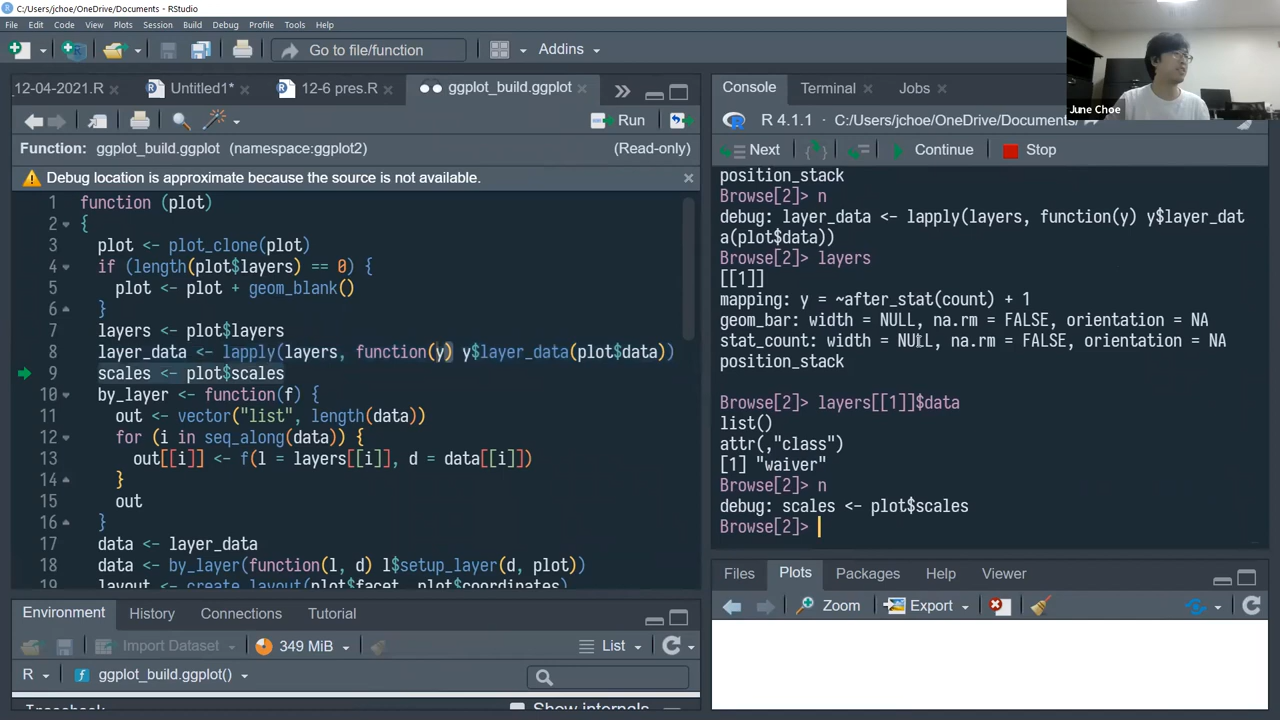 C:/Users/jchoe/OneDrive/Documents - RStudio
File Edit Code View Plots Session Build Debug Profile Tools Help
Go to file/function Addins
12-04-2021.R Untitled1* 12-6 pres.R ggplot_build.ggplot
Run
Function: ggplot_build.ggplot (namespace:ggplot2) (Read-only)
Debug location is approximate because the source is not available.
1 function (plot)
2 {
3 plot <- plot_clone(plot)
4 if (length(plot$layers) == 0) {
5 plot <- plot + geom_blank()
6 }
7 layers <- plot$layers
8 layer_data <- lapply(layers, function(y) y$layer_data(plot$data))
9 scales <- plot$scales
10 by_layer <- function(f) {
11 out <- vector("list", length(data))
12 for (i in seq_along(data)) {
13 out[[i]] <- f(l = layers[[i]], d = data[[i]])
14 }
15 out
16 }
17 data <- layer_data
18 data <- by_layer(function(l, d) l$setup_layer(d, plot))
19 layout <- create_layout(plot$facet, plot$coordinates)
Environment History Connections Tutorial
Import Dataset 349 MiB List
R ggplot_build.ggplot()
Traceback Show internals
Console Terminal Jobs
R 4.1.1 · C:/Users/jchoe/OneDrive/Documents/
Next Continue Stop
position_stack
Browse[2]> n
debug: layer_data <- lapply(layers, function(y) y$layer_dat
a(plot$data))
Browse[2]> layers
[[1]]
mapping: y = ~after_stat(count) + 1
geom_bar: width = NULL, na.rm = FALSE, orientation = NA
stat_count: width = NULL, na.rm = FALSE, orientation = NA
position_stack
Browse[2]> layers[[1]]$data
list()
attr(,"class")
[1] "waiver"
Browse[2]> n
debug: scales <- plot$scales
Browse[2]>
Files Plots Packages Help Viewer
Zoom Export
June Choe